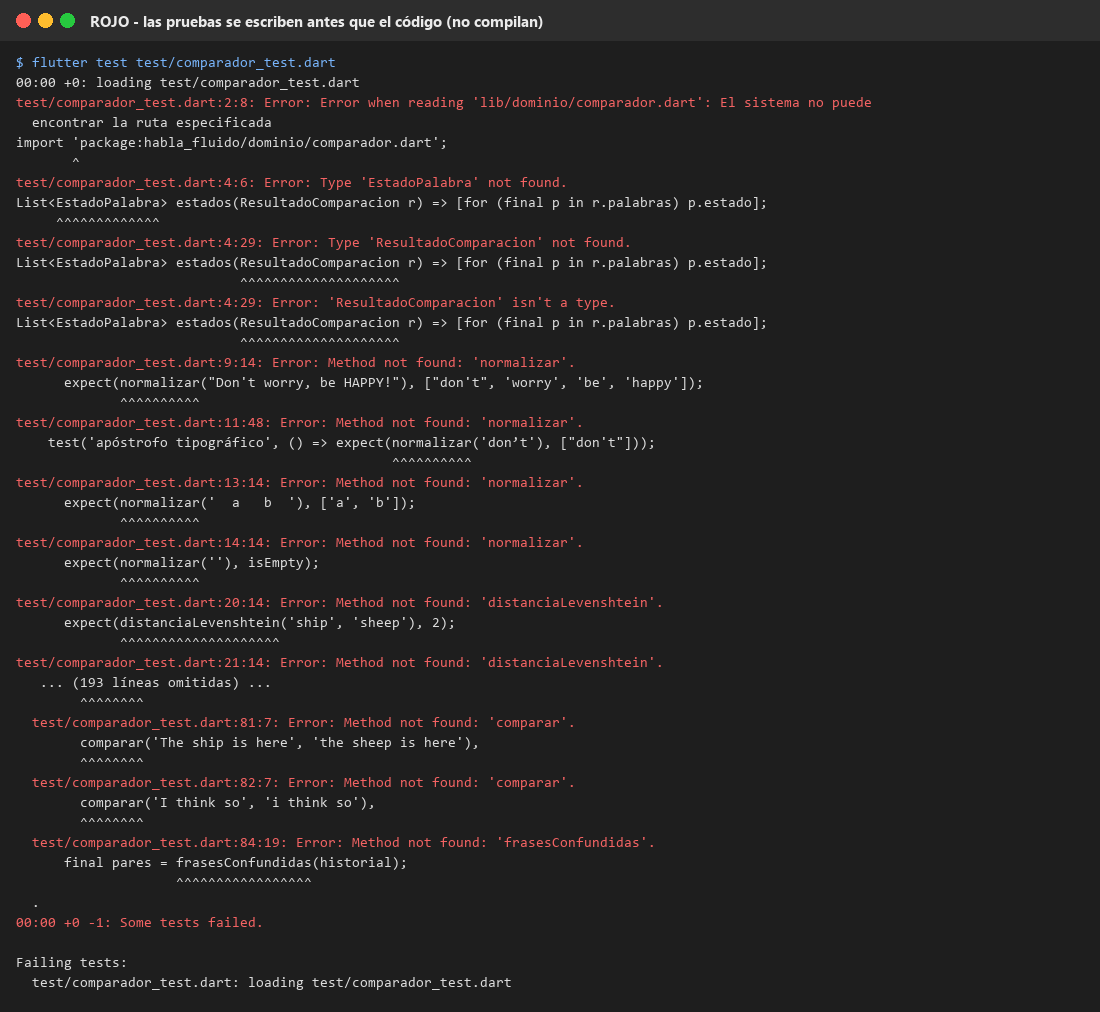 ROJO - las pruebas se escriben antes que el código (no compilan)
$ flutter test test/comparador_test.dart
00:00 +0: loading test/comparador_test.dart
test/comparador_test.dart:2:8: Error: Error when reading 'lib/dominio/comparador.dart': El sistema no puede
  encontrar la ruta especificada
import 'package:habla_fluido/dominio/comparador.dart';
       ^
test/comparador_test.dart:4:6: Error: Type 'EstadoPalabra' not found.
List<EstadoPalabra> estados(ResultadoComparacion r) => [for (final p in r.palabras) p.estado];
     ^^^^^^^^^^^^^
test/comparador_test.dart:4:29: Error: Type 'ResultadoComparacion' not found.
List<EstadoPalabra> estados(ResultadoComparacion r) => [for (final p in r.palabras) p.estado];
                            ^^^^^^^^^^^^^^^^^^^^
test/comparador_test.dart:4:29: Error: 'ResultadoComparacion' isn't a type.
List<EstadoPalabra> estados(ResultadoComparacion r) => [for (final p in r.palabras) p.estado];
                            ^^^^^^^^^^^^^^^^^^^^
test/comparador_test.dart:9:14: Error: Method not found: 'normalizar'.
      expect(normalizar("Don't worry, be HAPPY!"), ["don't", 'worry', 'be', 'happy']);
             ^^^^^^^^^^
test/comparador_test.dart:11:48: Error: Method not found: 'normalizar'.
    test('apóstrofo tipográfico', () => expect(normalizar('don’t'), ["don't"]));
                                               ^^^^^^^^^^
test/comparador_test.dart:13:14: Error: Method not found: 'normalizar'.
      expect(normalizar('  a   b  '), ['a', 'b']);
             ^^^^^^^^^^
test/comparador_test.dart:14:14: Error: Method not found: 'normalizar'.
      expect(normalizar(''), isEmpty);
             ^^^^^^^^^^
test/comparador_test.dart:20:14: Error: Method not found: 'distanciaLevenshtein'.
      expect(distanciaLevenshtein('ship', 'sheep'), 2);
             ^^^^^^^^^^^^^^^^^^^^
test/comparador_test.dart:21:14: Error: Method not found: 'distanciaLevenshtein'.
   ... (193 líneas omitidas) ...
        ^^^^^^^^
  test/comparador_test.dart:81:7: Error: Method not found: 'comparar'.
        comparar('The ship is here', 'the sheep is here'),
        ^^^^^^^^
  test/comparador_test.dart:82:7: Error: Method not found: 'comparar'.
        comparar('I think so', 'i think so'),
        ^^^^^^^^
  test/comparador_test.dart:84:19: Error: Method not found: 'frasesConfundidas'.
      final pares = frasesConfundidas(historial);
                    ^^^^^^^^^^^^^^^^^
  .
00:00 +0 -1: Some tests failed.
Failing tests:
  test/comparador_test.dart: loading test/comparador_test.dart